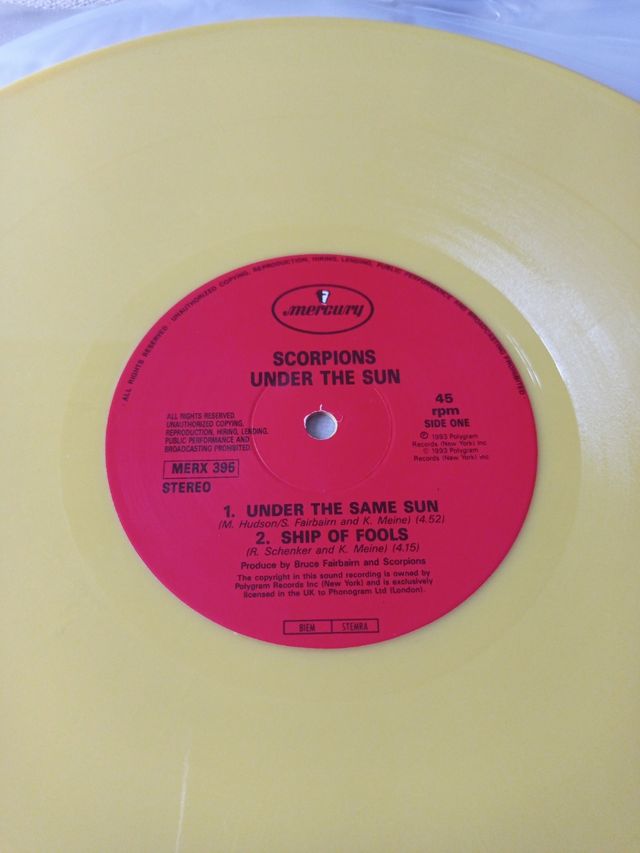 · ALL RIGHTS RESERVED · UNAUTHORIZED COPYING, REPRODUCTION, HIRING, LENDING, PUBLIC PERFORMANCE AND BROADCASTING PROHIBITED ·
mercury
SCORPIONS
UNDER THE SUN
45
rpm
SIDE ONE
℗ 1993 Polygram
Records (New York) Inc
© 1993 Polygram
Records (New York) Inc
ALL RIGHTS RESERVED.
UNAUTHORIZED COPYING,
REPRODUCTION, HIRING, LENDING,
PUBLIC PERFORMANCE AND
BROADCASTING PROHIBITED.
MERX 395
STEREO
1. UNDER THE SAME SUN
(M. Hudson/S. Fairbairn and K. Meine) (4.52)
2. SHIP OF FOOLS
(R. Schenker and K. Meine) (4.15)
Produce by Bruce Fairbairn and Scorpions
The copyright in this sound recording is owned by
Polygram Records Inc (New York) and is exclusively
licensed in the UK to Phonogram Ltd (London).
BIEM STEMRA